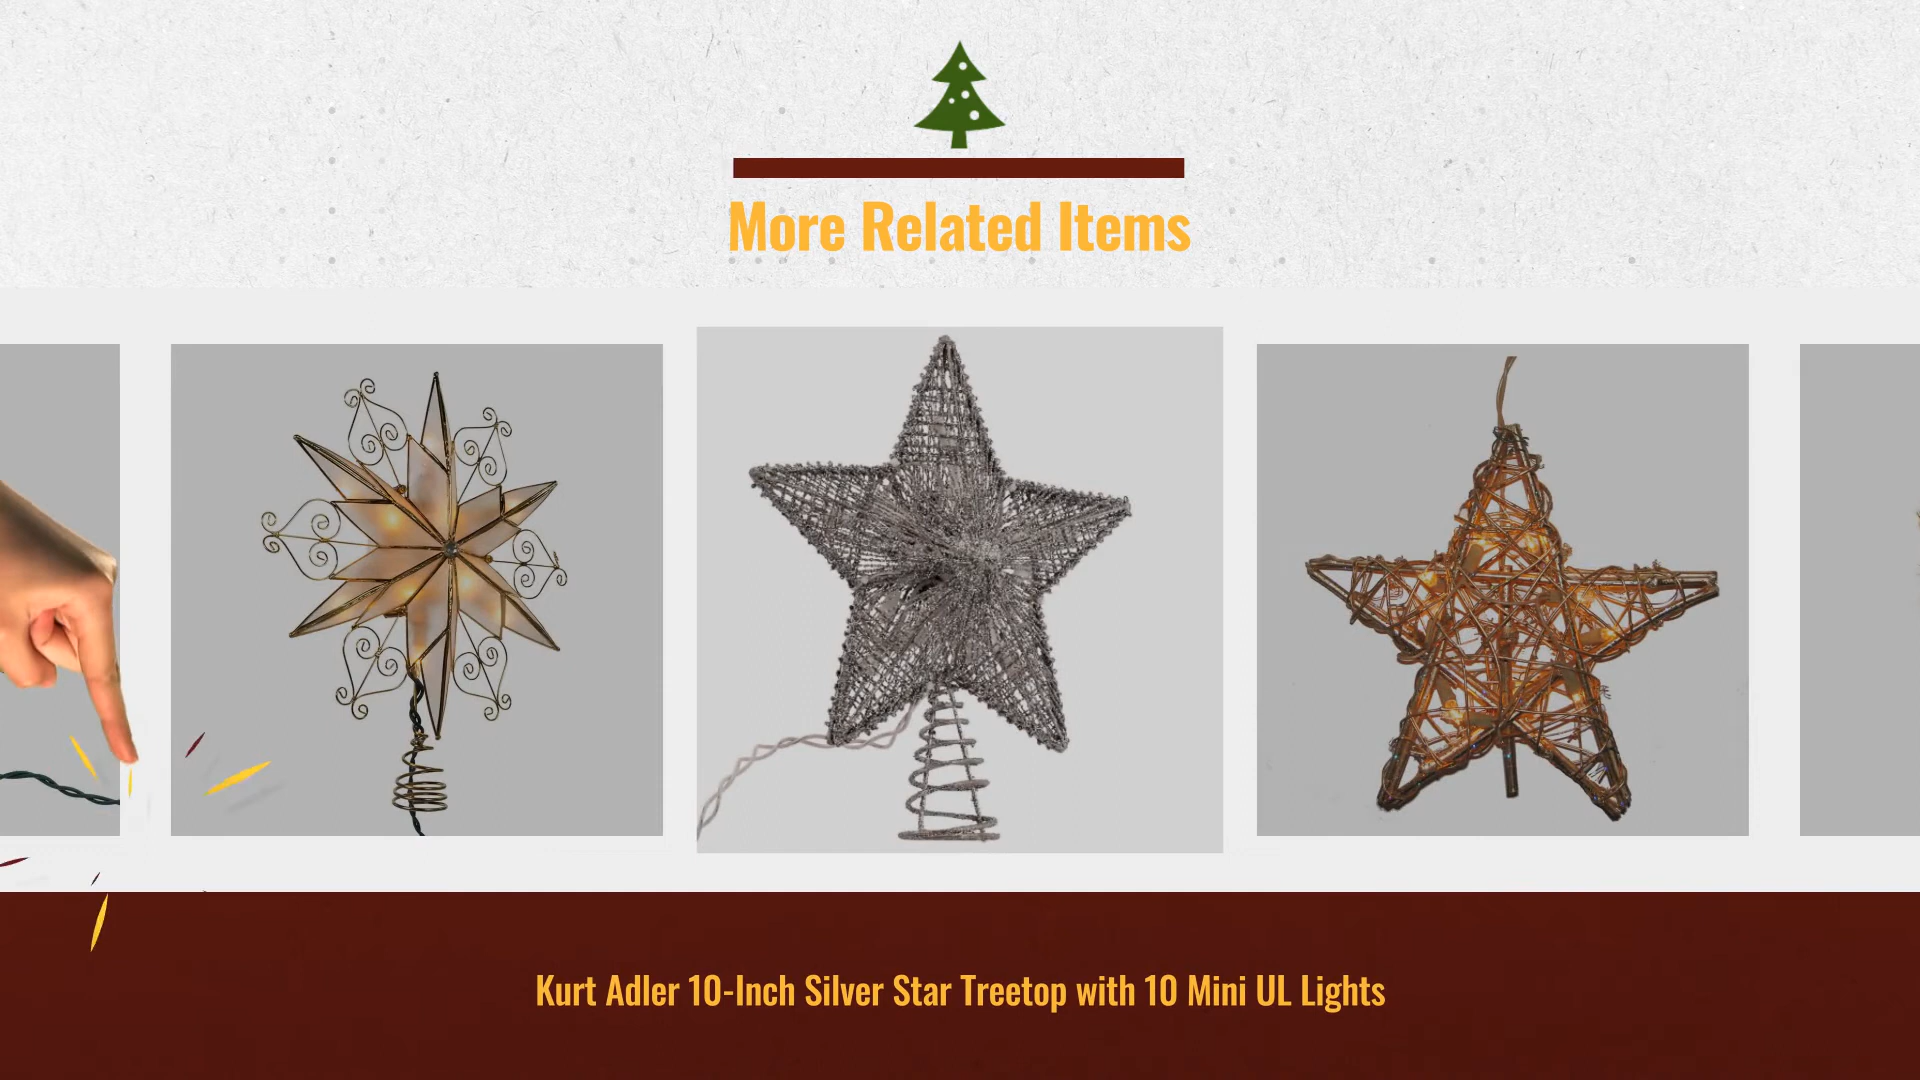 More Related Items
Kurt Adler 10-Inch Silver Star Treetop with 10 Mini UL Lights